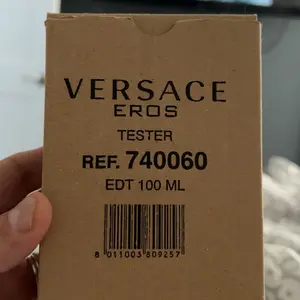 VERSACE
EROS
TESTER
REF. 740060
EDT 100 ML
8 011003 809257